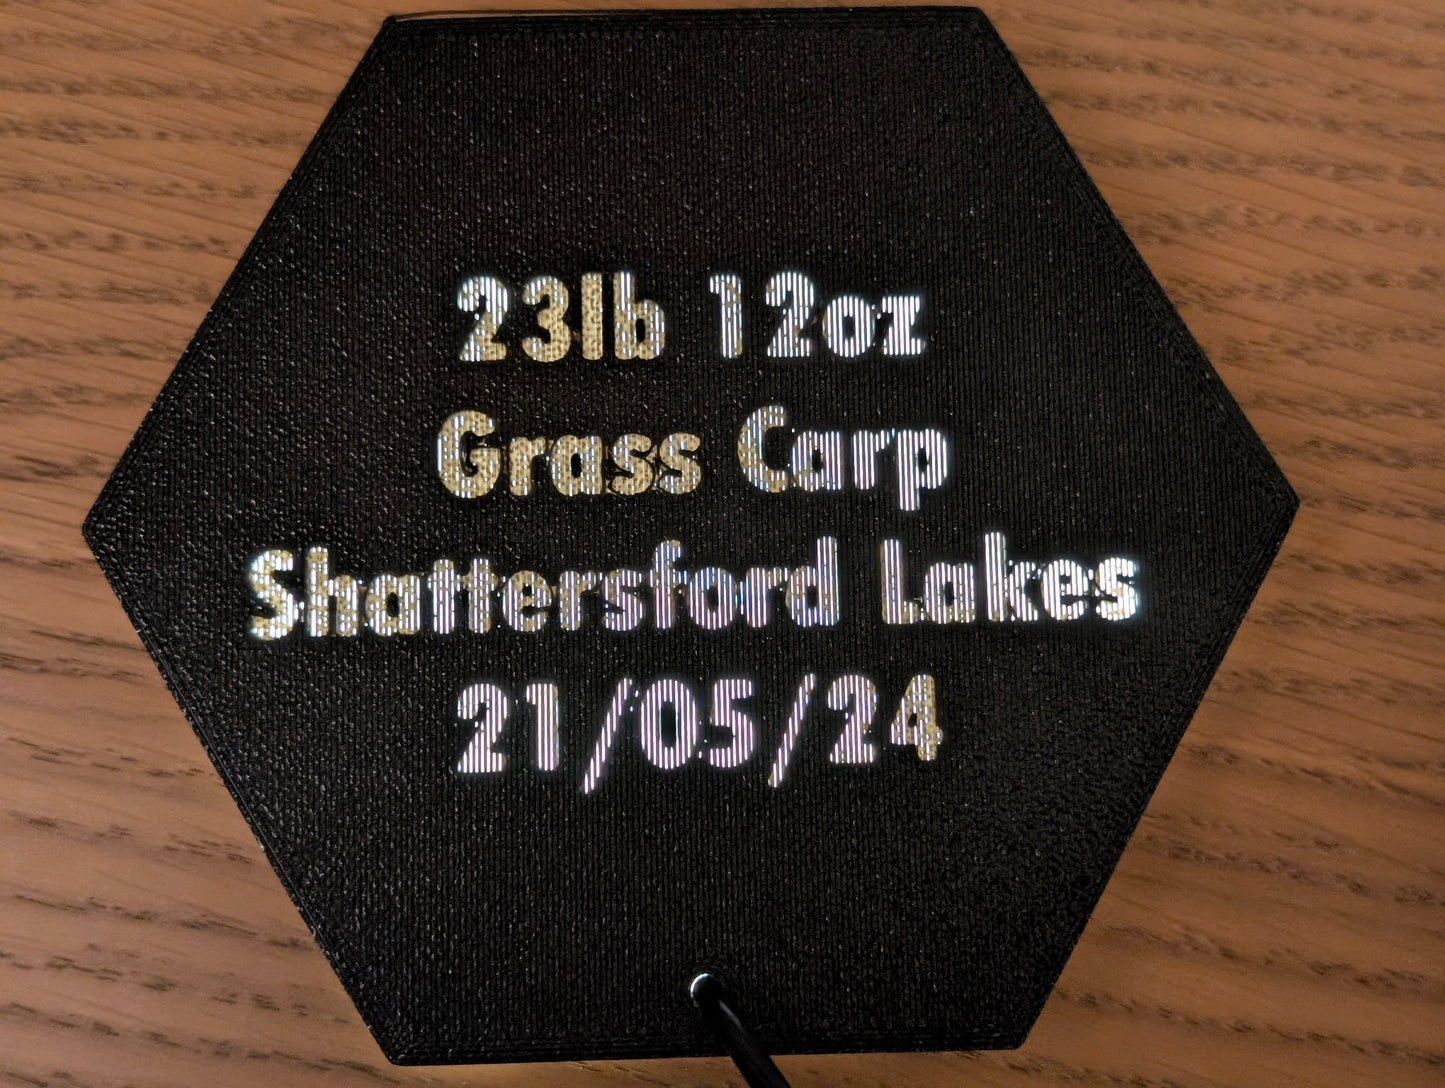 23lb 12oz
Grass Carp
Shattersford Lakes
21/05/24